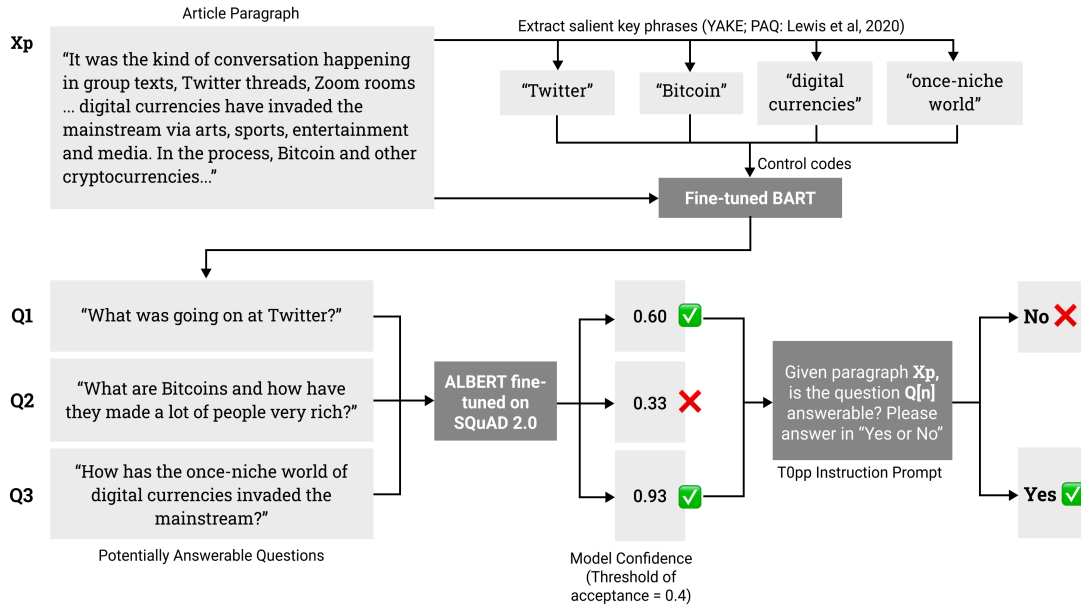 Article Paragraph
Xp
“It was the kind of conversation happening
in group texts, Twitter threads, Zoom rooms
... digital currencies have invaded the
mainstream via arts, sports, entertainment
and media. In the process, Bitcoin and other
cryptocurrencies...”
Extract salient key phrases (YAKE; PAQ: Lewis et al, 2020)
“Twitter”
“Bitcoin”
“digital
currencies”
“once-niche
world”
Control codes
Fine-tuned BART
Q1
“What was going on at Twitter?”
Q2
“What are Bitcoins and how have
they made a lot of people very rich?”
Q3
“How has the once-niche world of
digital currencies invaded the
mainstream?”
Potentially Answerable Questions
ALBERT fine-
tuned on
SQuAD 2.0
0.60
0.33
0.93
Model Confidence
(Threshold of
acceptance = 0.4)
Given paragraph Xp,
is the question Q[n]
answerable? Please
answer in “Yes or No”
T0pp Instruction Prompt
No
Yes